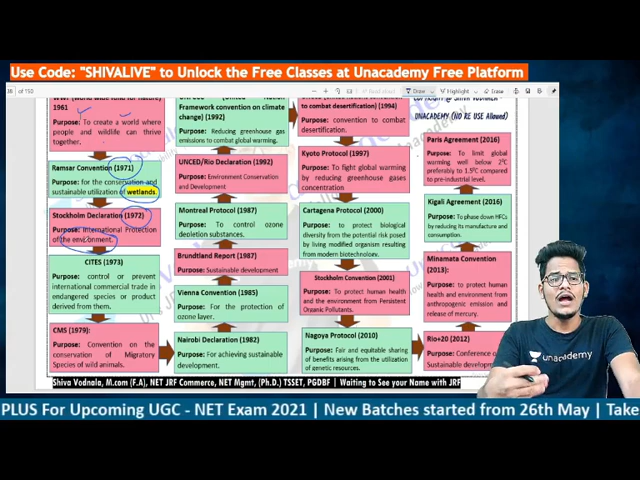 Use Code: "SHIVALIVE" to Unlock the Free Classes at Unacademy Free Platform
Draw
Highlight
Erase
1961
Purpose: To create a world where
people and wildlife can thrive
together.
Ramsar Convention (1971)
Purpose: for the conservation and
sustainable utilization of wetlands.
Stockholm Declaration (1972)
Purpose: International Protection
of the environment.
CITES (1973)
Purpose: control or prevent
international commercial trade in
endangered species or product
derived from them.
CMS (1979):
Purpose: Convention on the
conservation of Migratory
Species of wild animals.
Framework convention on climate
change) (1992)
Purpose: Reducing greenhouse gas
emissions to combat global warming.
UNCED/Rio Declaration (1992)
Purpose: Environment Conservation
and Development
Montreal Protocol (1987)
Purpose: To control ozone
depletion substances.
Brundtland Report (1987)
Purpose: Sustainable development
Vienna Convention (1985)
Purpose: For the protection of
ozone layer.
Nairobi Declaration (1982)
Purpose: For achieving sustainable
development.
to combat desertification (1994)
Purpose: convention to combat
desertification.
Kyoto Protocol (1997)
Purpose: To fight global warming
by reducing greenhouse gases
concentration
Cartagena Protocol (2000)
Purpose: to protect biological
diversity from the potential risk posed
by living modified organism resulting
from modern biotechnology.
Stockholm Convention (2001)
Purpose: To protect human health
and the environment from Persistent
Organic Pollutants.
Nagoya Protocol (2010)
Purpose: Fair and equitable sharing
of benefits arising from the utilization
of genetic resources.
UNACADEMY (NO RE USE Allowed)
Paris Agreement (2016)
Purpose: To limit global
warming well below 2⁰C
preferably to 1.5⁰C compared
to pre-industrial level.
Kigali Agreement (2016)
Purpose: To phase down HFCs
by reducing its manufacture and
consumption.
Minamata Convention
(2013):
Purpose: to protect human
health and environment from
anthropogenic emission and
release of mercury.
Rio+20 (2012)
Purpose: Conference o
Sustainable Development
unacademy
Shiva Vodnala, M.com (F.A), NET JRF Commerce, NET Mgmt, (Ph.D.) TSSET, PGDBF | Waiting to See your Name with JRF
PLUS For Upcoming UGC - NET Exam 2021 | New Batches started from 26th May | Take